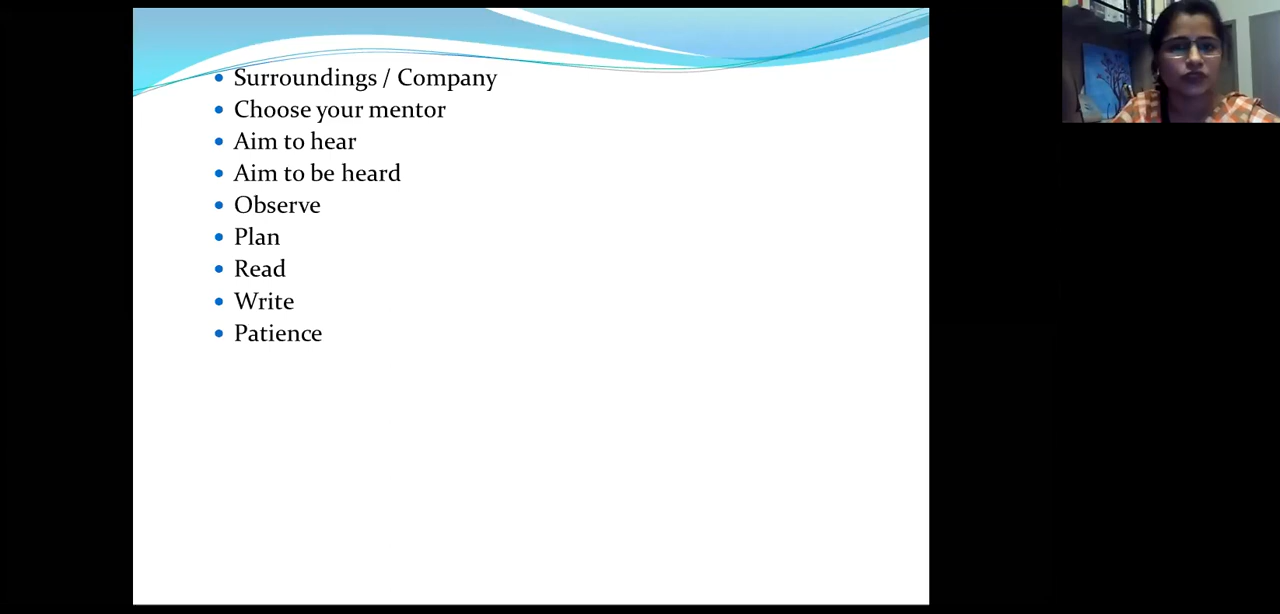 Surroundings / Company
Choose your mentor
Aim to hear
Aim to be heard
Observe
Plan
Read
Write
Patience